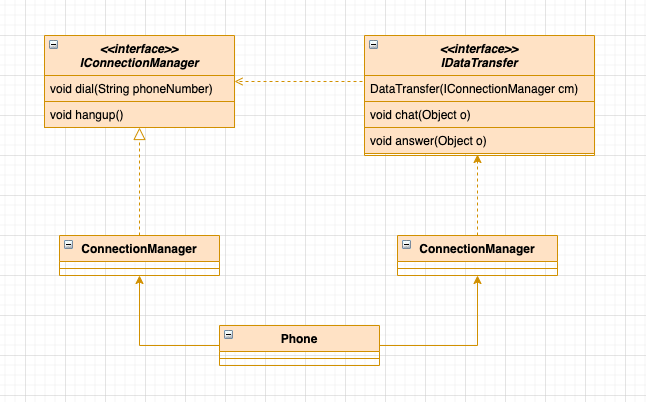 <<interface>>
IConnectionManager
void dial(String phoneNumber)
void hangup()
<<interface>>
IDataTransfer
DataTransfer(IConnectionManager cm)
void chat(Object o)
void answer(Object o)
ConnectionManager
ConnectionManager
Phone